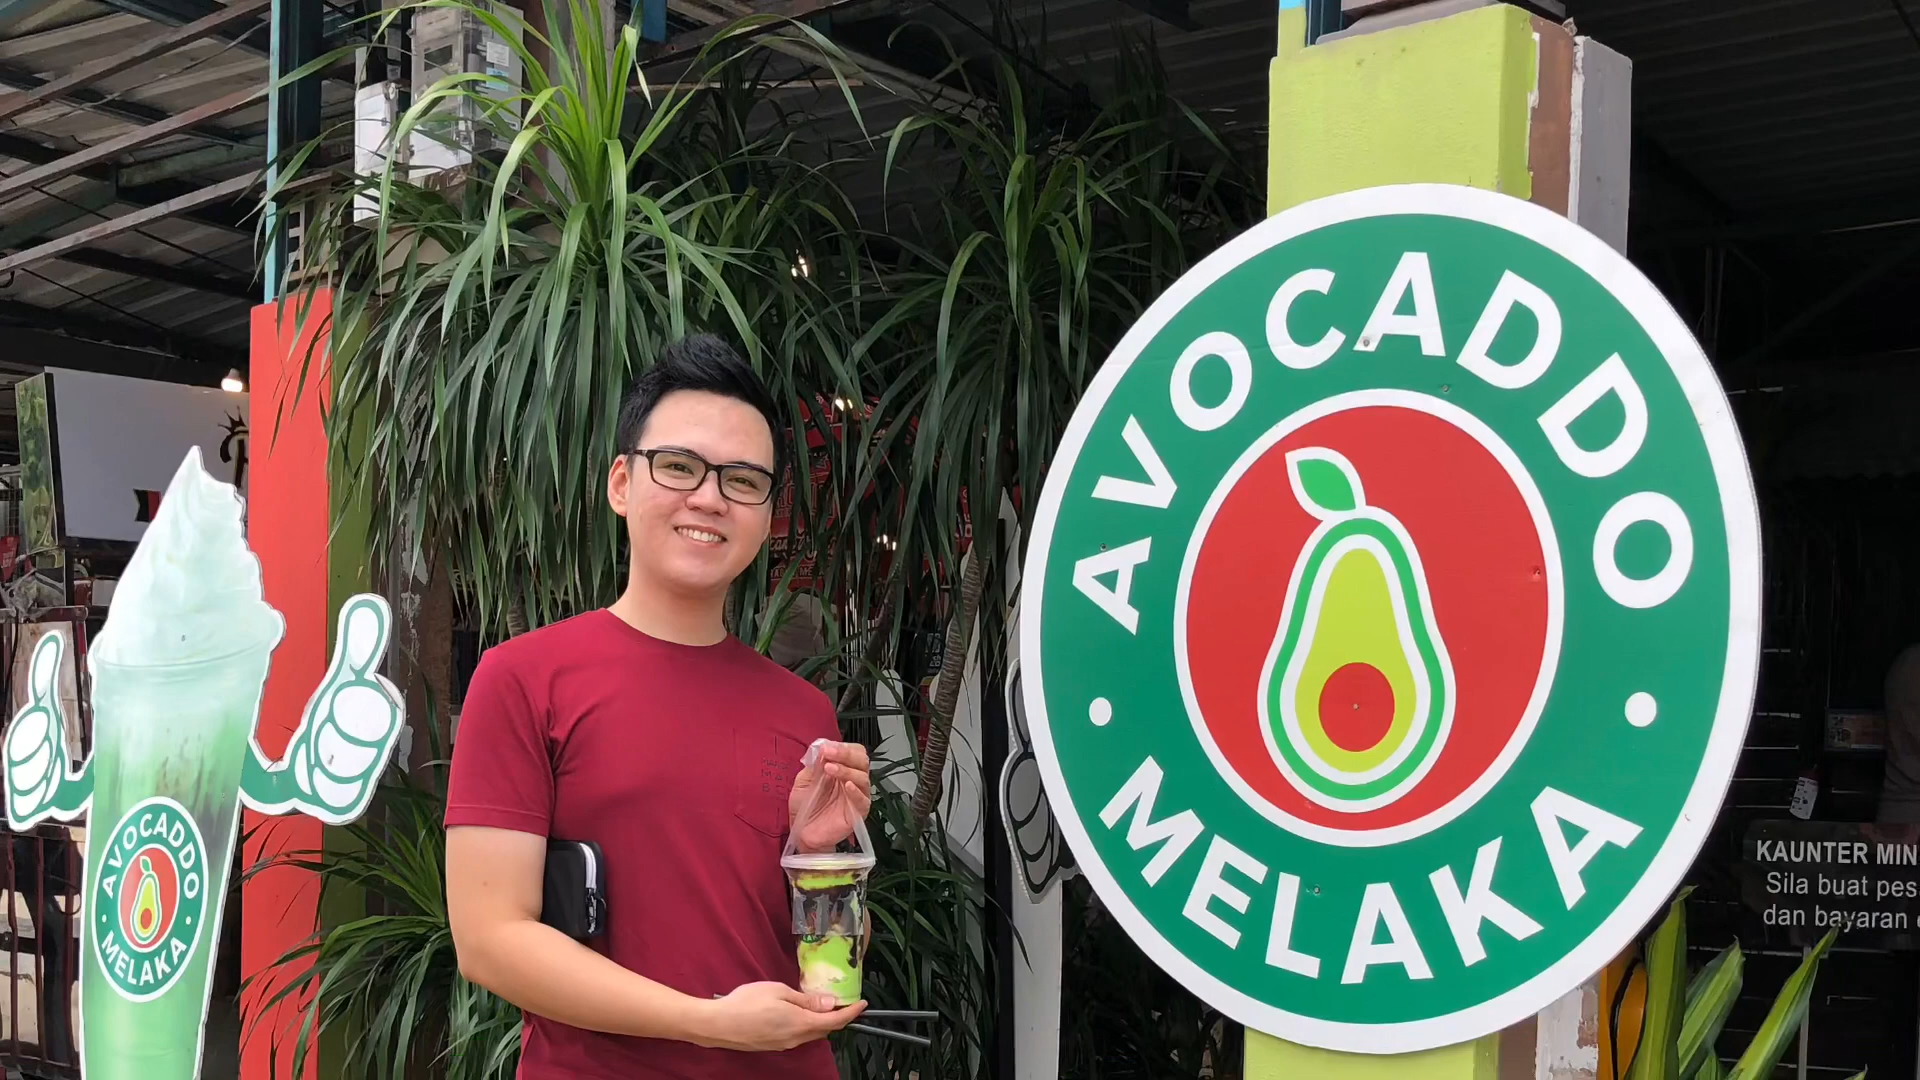 AVOCADDO
MELAKA
AVOCADDO
MELAKA
KAUNTER MIN
Sila buat pes
dan bayaran